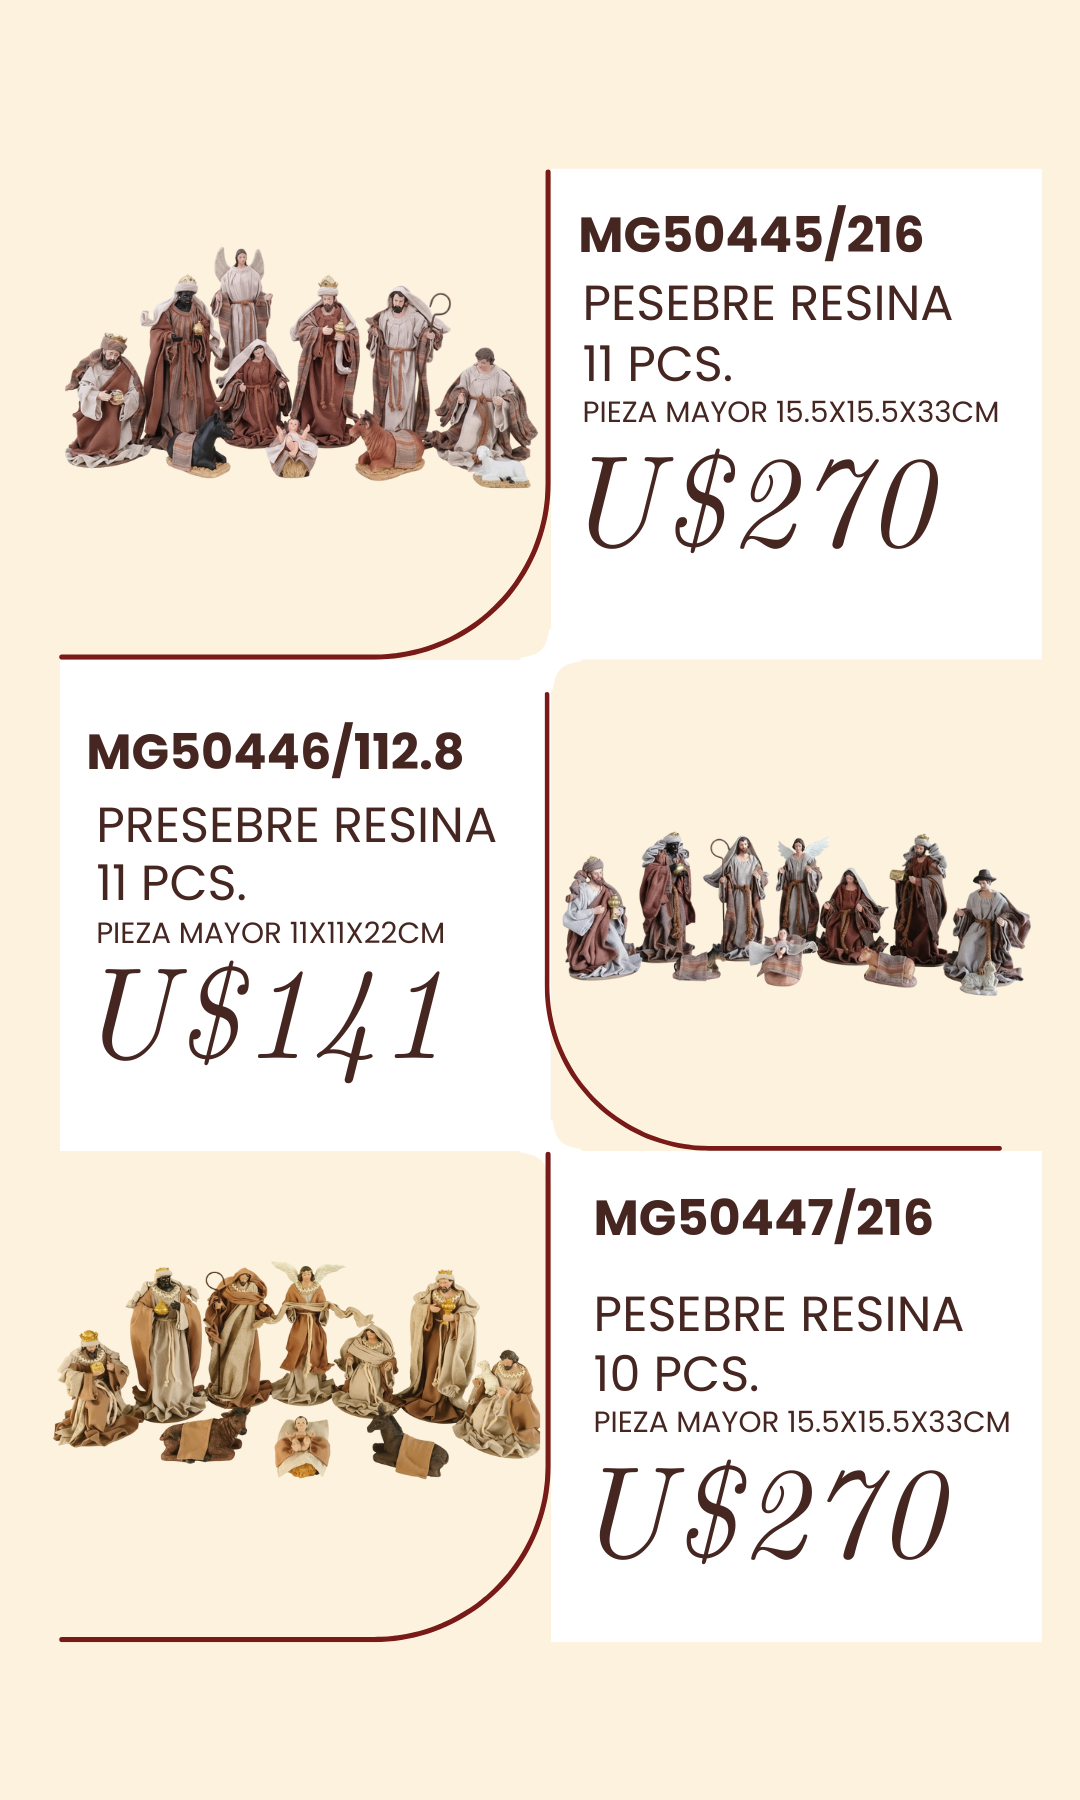 MG50445/216
PESEBRE RESINA
11 PCS.
PIEZA MAYOR 15.5X15.5X33CM
U$270
MG50446/112.8
PRESEBRE RESINA
11 PCS.
PIEZA MAYOR 11X11X22CM
U$141
MG50447/216
PESEBRE RESINA
10 PCS.
PIEZA MAYOR 15.5X15.5X33CM
U$270